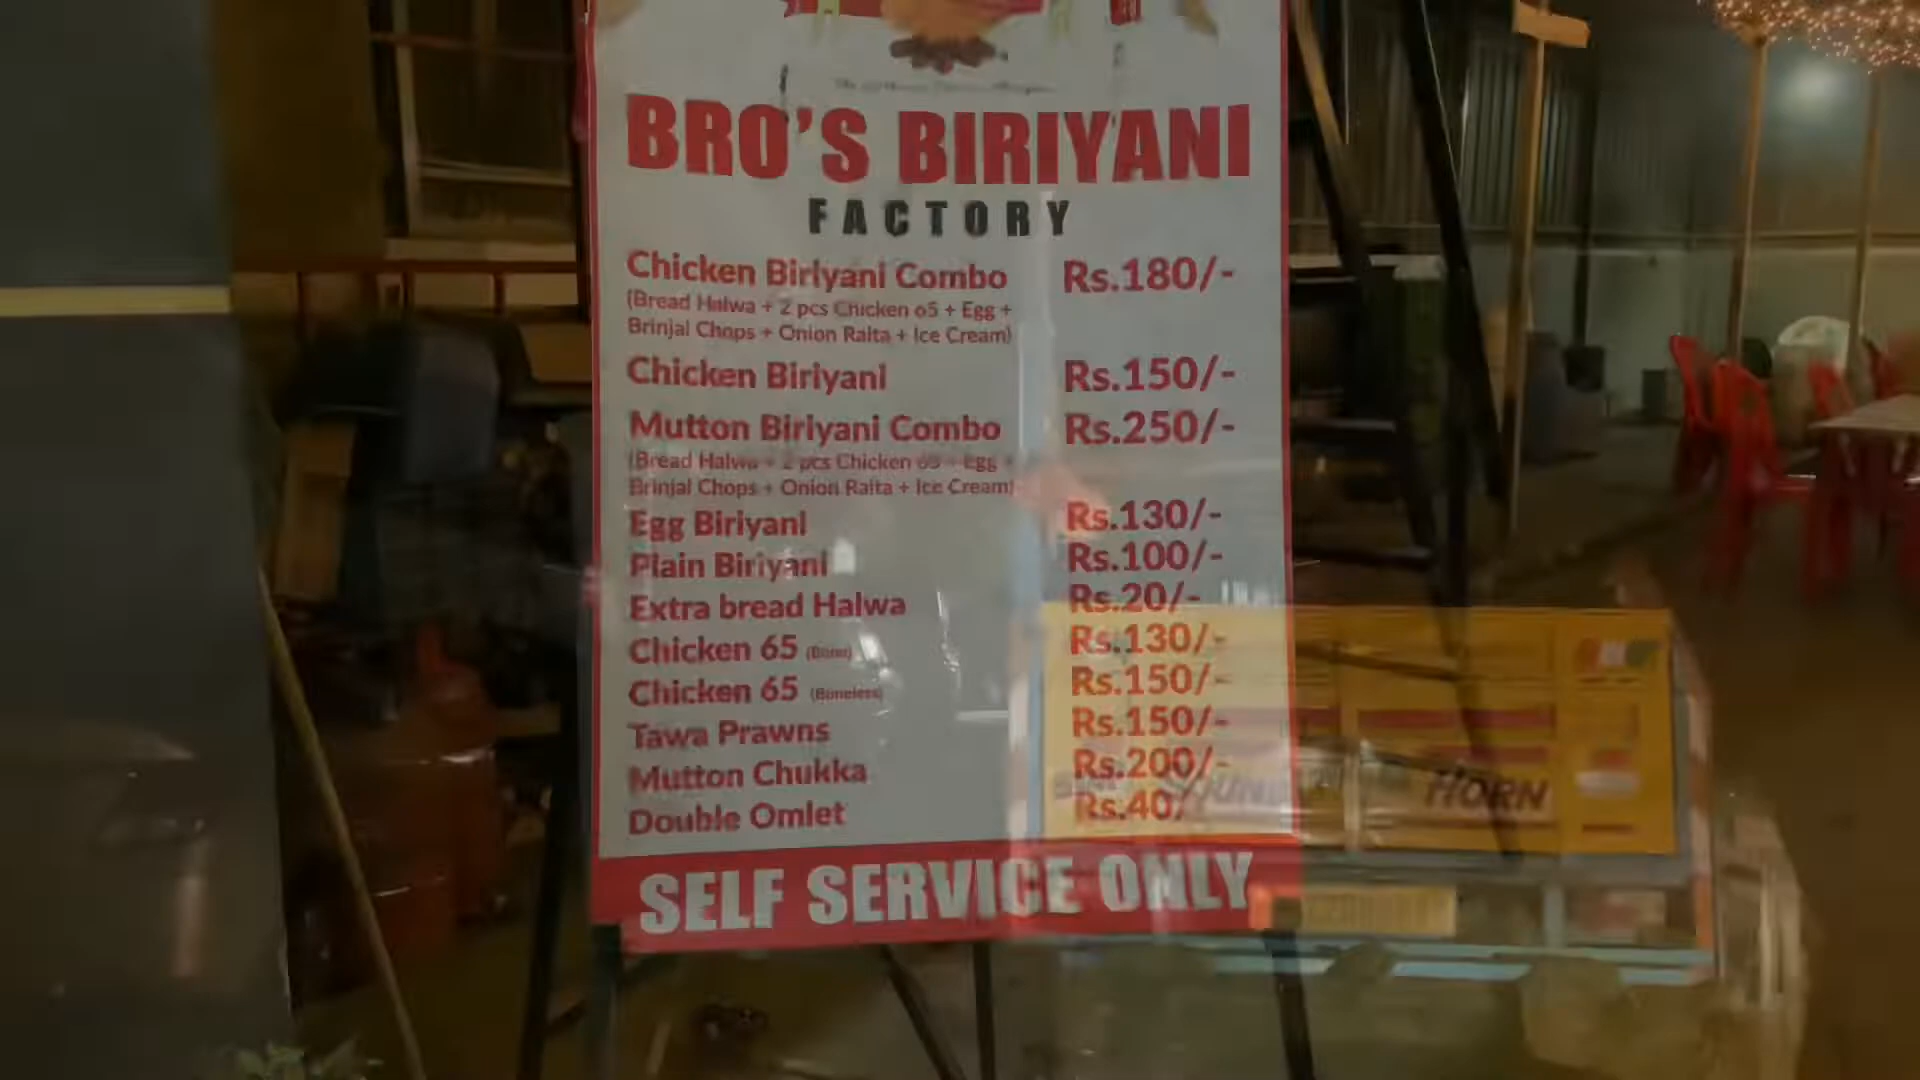 BRO'S BIRIYANI
FACTORY
Chicken Biriyani Combo Rs.180/-
(Bread Halwa + 2 pcs Chicken 65 + Egg +
Brinjal Chops + Onion Raita + Ice Cream)
Chicken Biriyani Rs.150/-
Mutton Biriyani Combo Rs.250/-
(Bread Halwa + 2 pcs Chicken 65 + Egg +
Brinjal Chops + Onion Raita + Ice Cream)
Egg Biriyani Rs.130/-
Plain Biriyani Rs.100/-
Extra bread Halwa Rs.20/-
Chicken 65 (Bone) Rs.130/-
Chicken 65 (Boneless) Rs.150/-
Tawa Prawns Rs.150/-
Mutton Chukka Rs.200/-
Double Omlet Rs.40/
SELF SERVICE ONLY
HORN